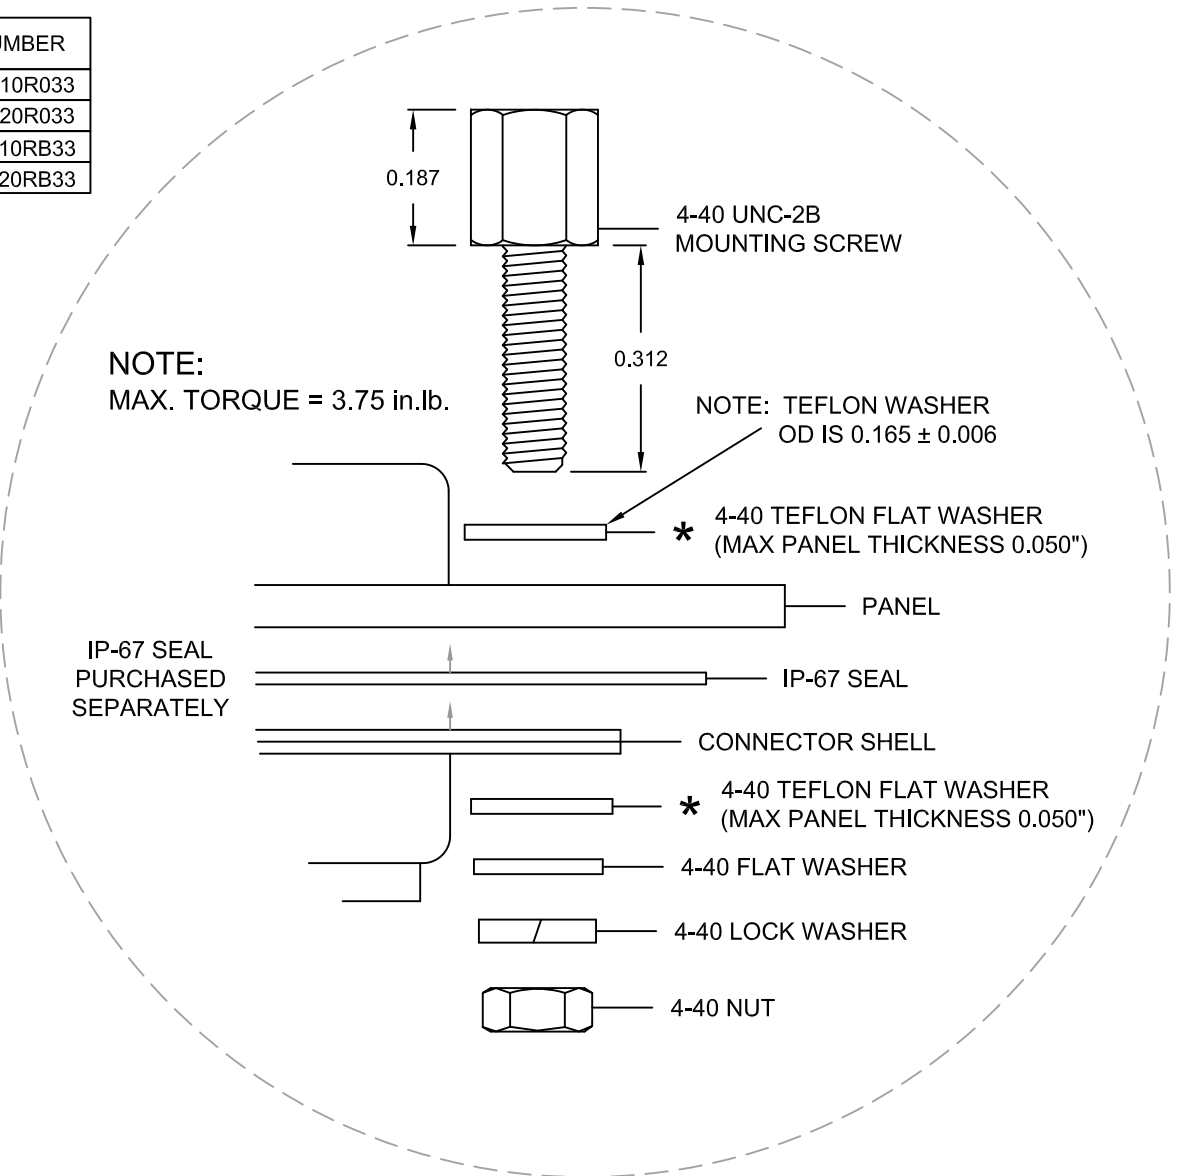 UMBER
10R033
20R033
10RB33
20RB33
0.187
4-40 UNC-2B
MOUNTING SCREW
0.312
NOTE:
MAX. TORQUE = 3.75 in.lb.
NOTE: TEFLON WASHER
OD IS 0.165 ± 0.006
* 4-40 TEFLON FLAT WASHER
(MAX PANEL THICKNESS 0.050")
PANEL
IP-67 SEAL
PURCHASED
SEPARATELY
IP-67 SEAL
CONNECTOR SHELL
* 4-40 TEFLON FLAT WASHER
(MAX PANEL THICKNESS 0.050")
4-40 FLAT WASHER
4-40 LOCK WASHER
4-40 NUT